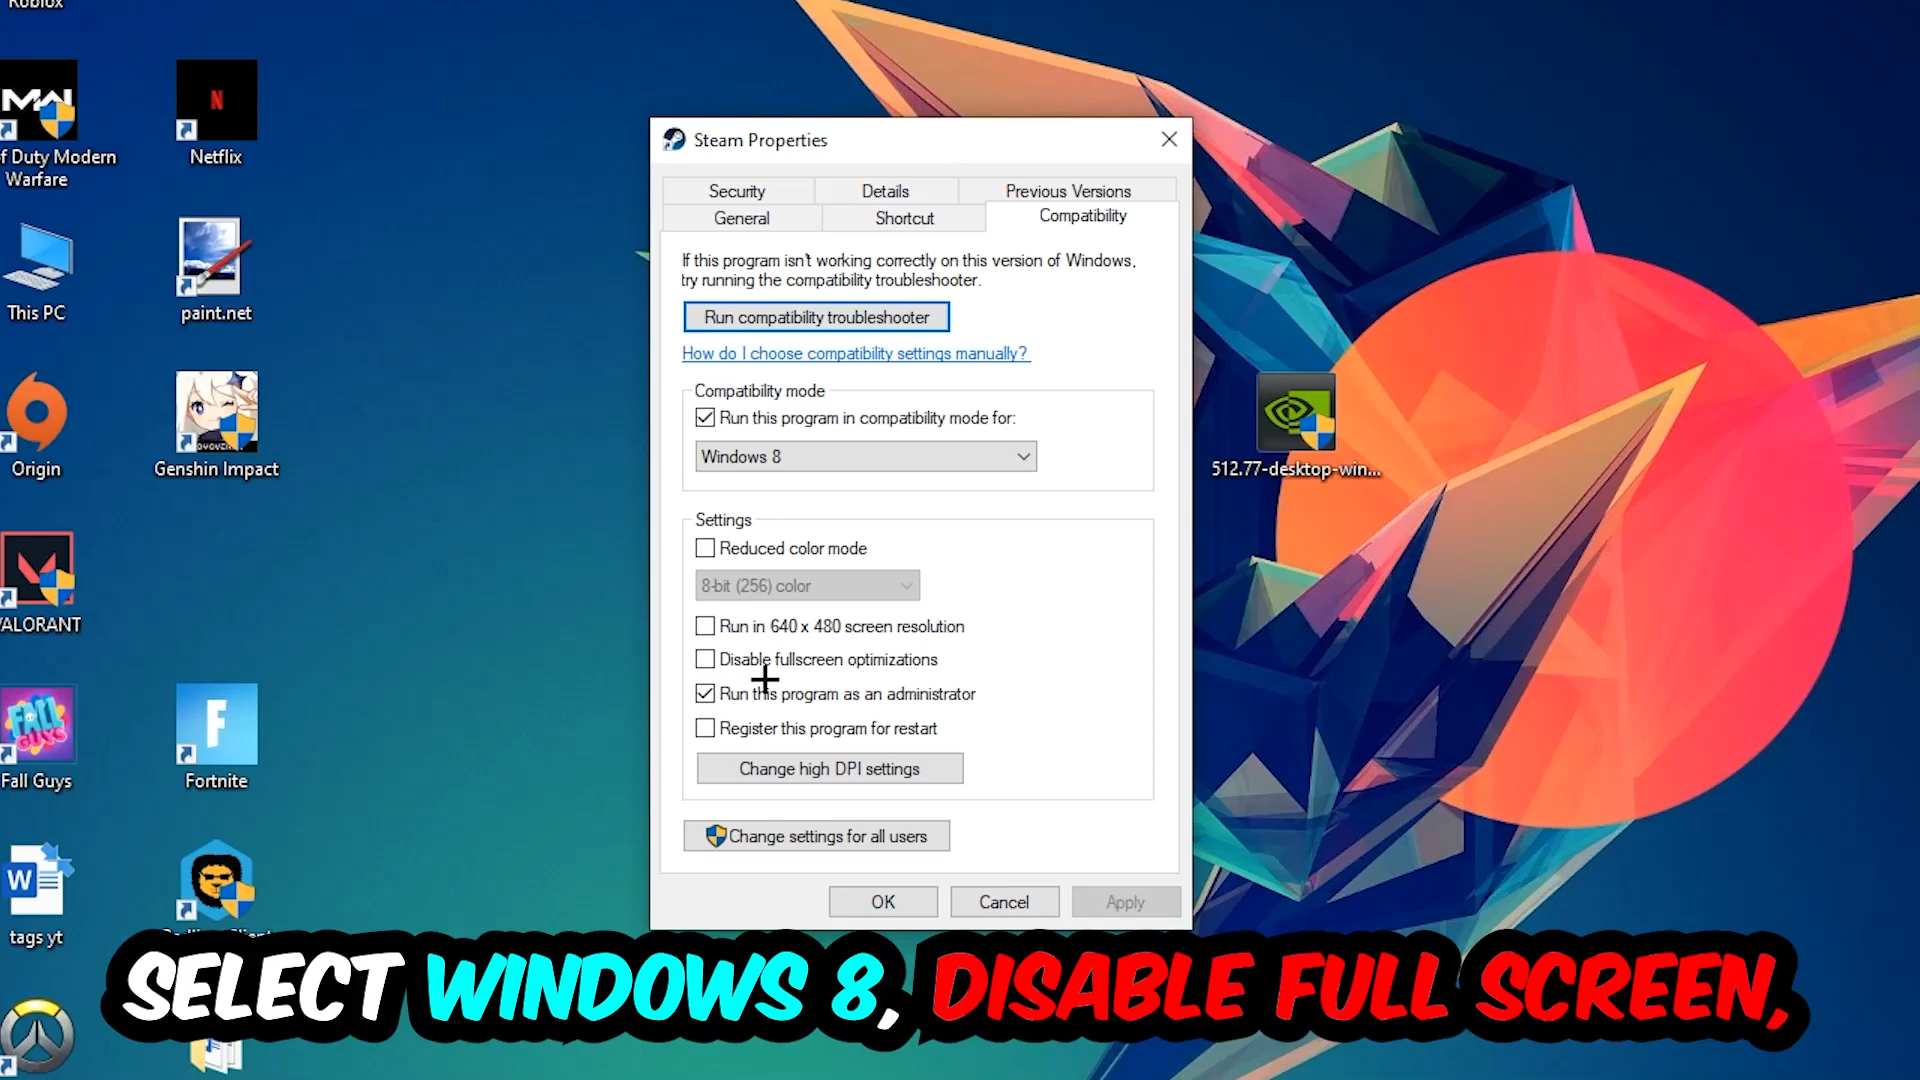 Roblox
MW
f Duty Modern
Warfare
N
Netflix
This PC
paint.net
Origin
Genshin Impact
VALORANT
FALL
GUYS
Fall Guys
F
Fortnite
W
tags yt
Steam Properties
Security
Details
Previous Versions
General
Shortcut
Compatibility
If this program isn't working correctly on this version of Windows,
try running the compatibility troubleshooter.
Run compatibility troubleshooter
How do I choose compatibility settings manually?
Compatibility mode
Run this program in compatibility mode for:
Windows 8
Settings
Reduced color mode
8-bit (256) color
Run in 640 x 480 screen resolution
Disable fullscreen optimizations
Run this program as an administrator
Register this program for restart
Change high DPI settings
Change settings for all users
OK
Cancel
Apply
512.77-desktop-win...
SELECT WINDOWS 8, DISABLE FULL SCREEN,